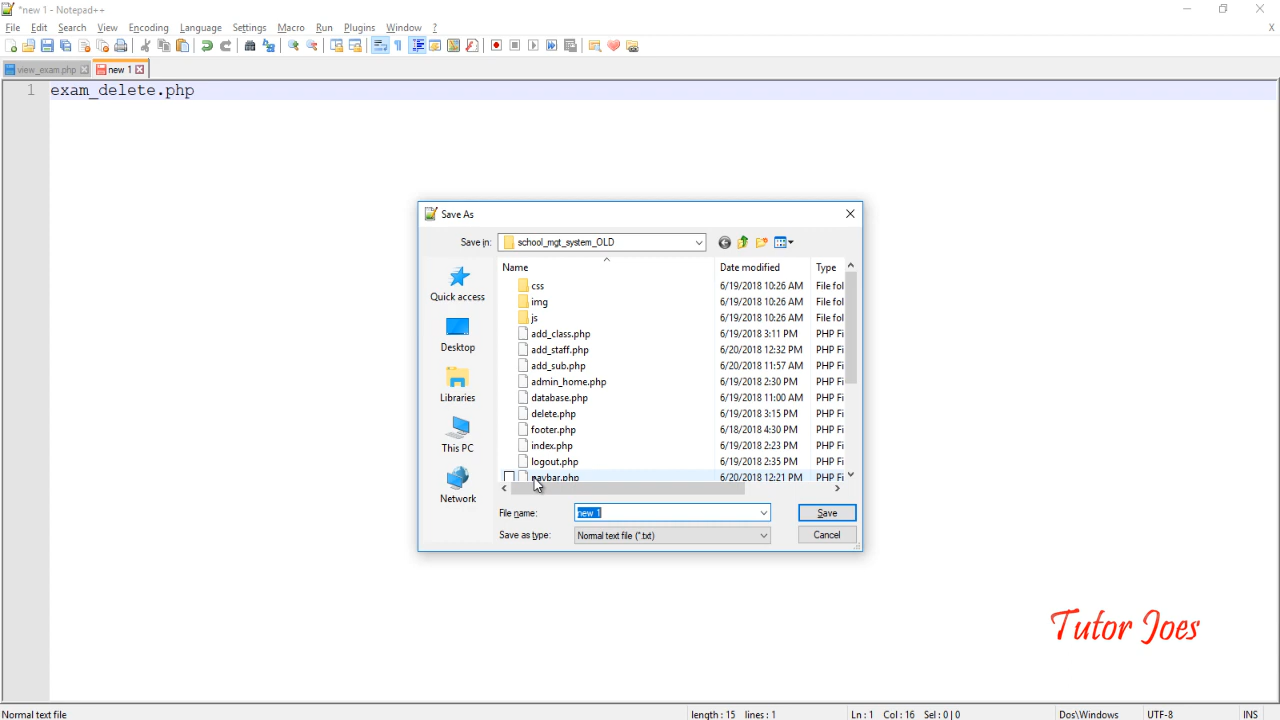 *new 1 - Notepad++
File Edit Search View Encoding Language Settings Macro Run Plugins Window ?
X
view_exam.php new 1
1 exam_delete.php
Save As
Save in: school_mgt_system_OLD
Name Date modified Type
Quick access
Desktop
Libraries
This PC
Network
css 6/19/2018 10:26 AM File fol
img 6/19/2018 10:26 AM File fol
js 6/19/2018 10:26 AM File fol
add_class.php 6/19/2018 3:11 PM PHP Fi
add_staff.php 6/20/2018 12:32 PM PHP Fi
add_sub.php 6/20/2018 11:57 AM PHP Fi
admin_home.php 6/19/2018 2:30 PM PHP Fi
database.php 6/19/2018 11:00 AM PHP Fi
delete.php 6/19/2018 3:15 PM PHP Fi
footer.php 6/18/2018 4:30 PM PHP Fi
index.php 6/19/2018 2:23 PM PHP Fi
logout.php 6/19/2018 2:35 PM PHP Fi
navbar.php 6/20/2018 12:21 PM PHP Fi
File name: new 1 Save
Save as type: Normal text file (*.txt) Cancel
Tutor Joes
Normal text file length : 15 lines : 1 Ln : 1 Col : 16 Sel : 0 | 0 Dos\Windows UTF-8 INS